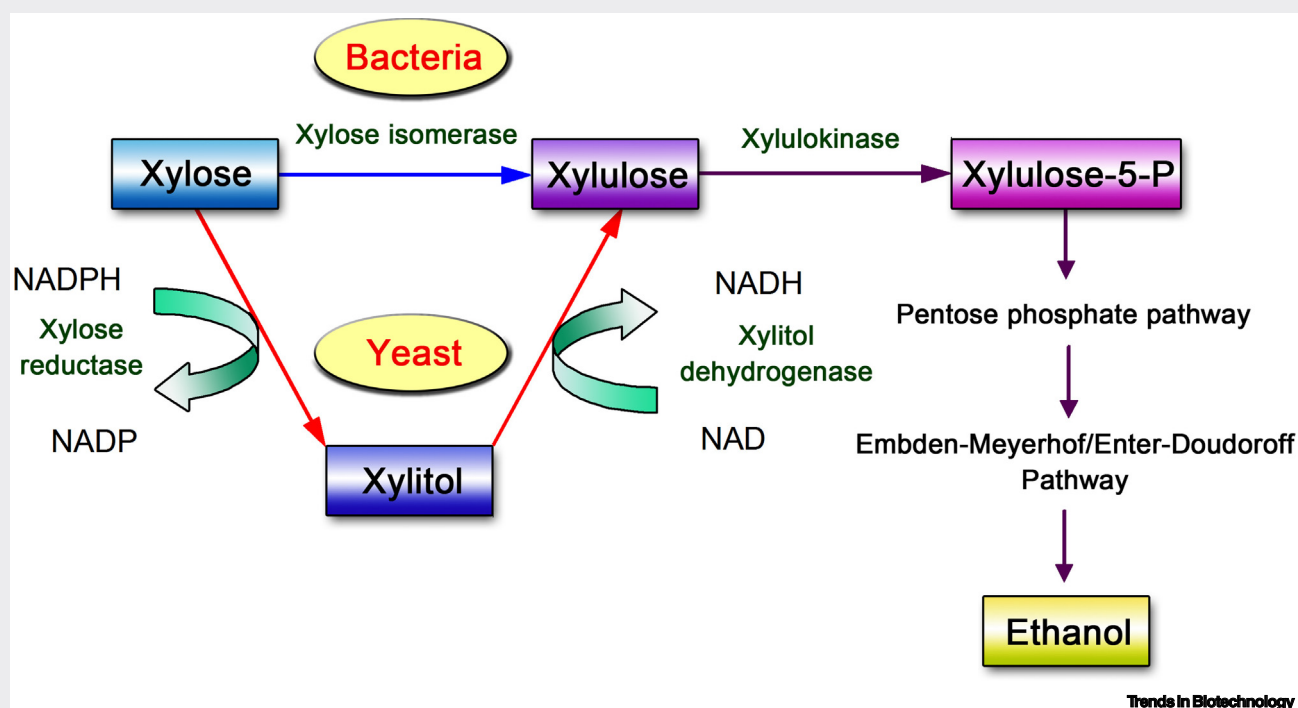 Bacteria
Xylose isomerase
Xylulokinase
Xylose
Xylulose
Xylulose-5-P
NADPH
Xylose
reductase
NADP
Yeast
NADH
Xylitol
dehydrogenase
NAD
Xylitol
Pentose phosphate pathway
Embden-Meyerhof/Enter-Doudoroff
Pathway
Ethanol
Trends in Biotechnology